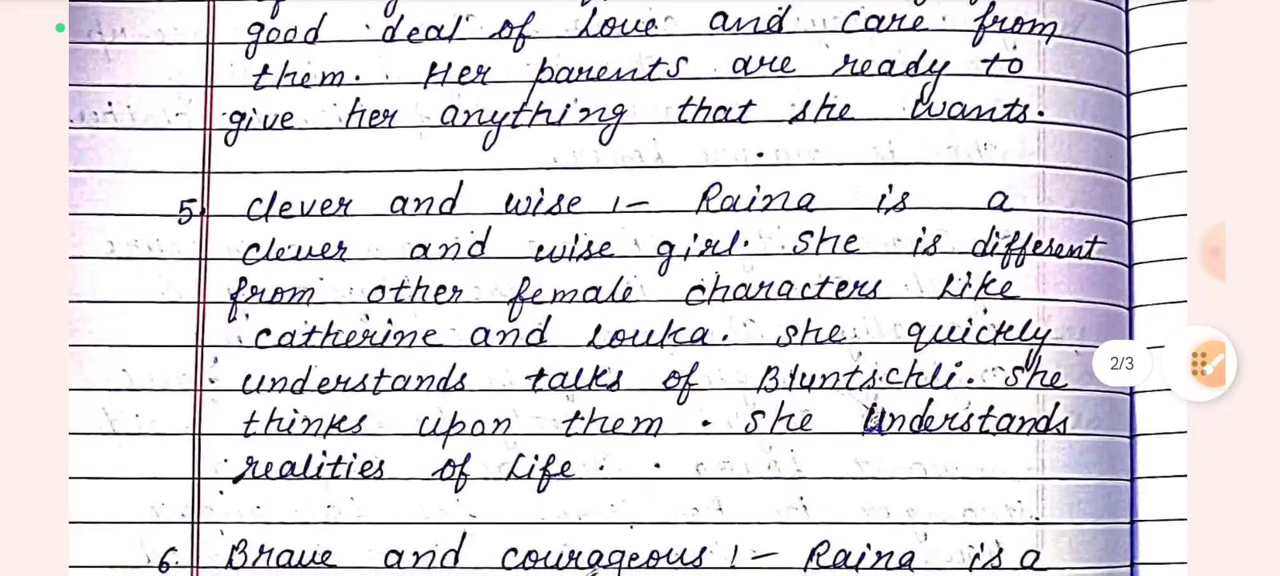 good deal of love and care from
them. Her parents are ready to
give her anything that she wants.
5. Clever and wise :- Raina is a
clever and wise girl. She is different
from other female characters like
catherine and Louka. She quickly
understands talks of Bluntschli. She
thinks upon them. She understands
realities of life.
2/3
6. Brave and courageous :- Raina is a